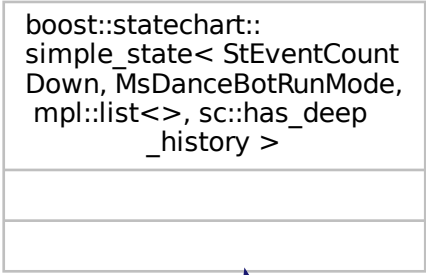 boost::statechart::
simple_state< StEventCount
Down, MsDanceBotRunMode,
mpl::list<>, sc::has_deep
_history >